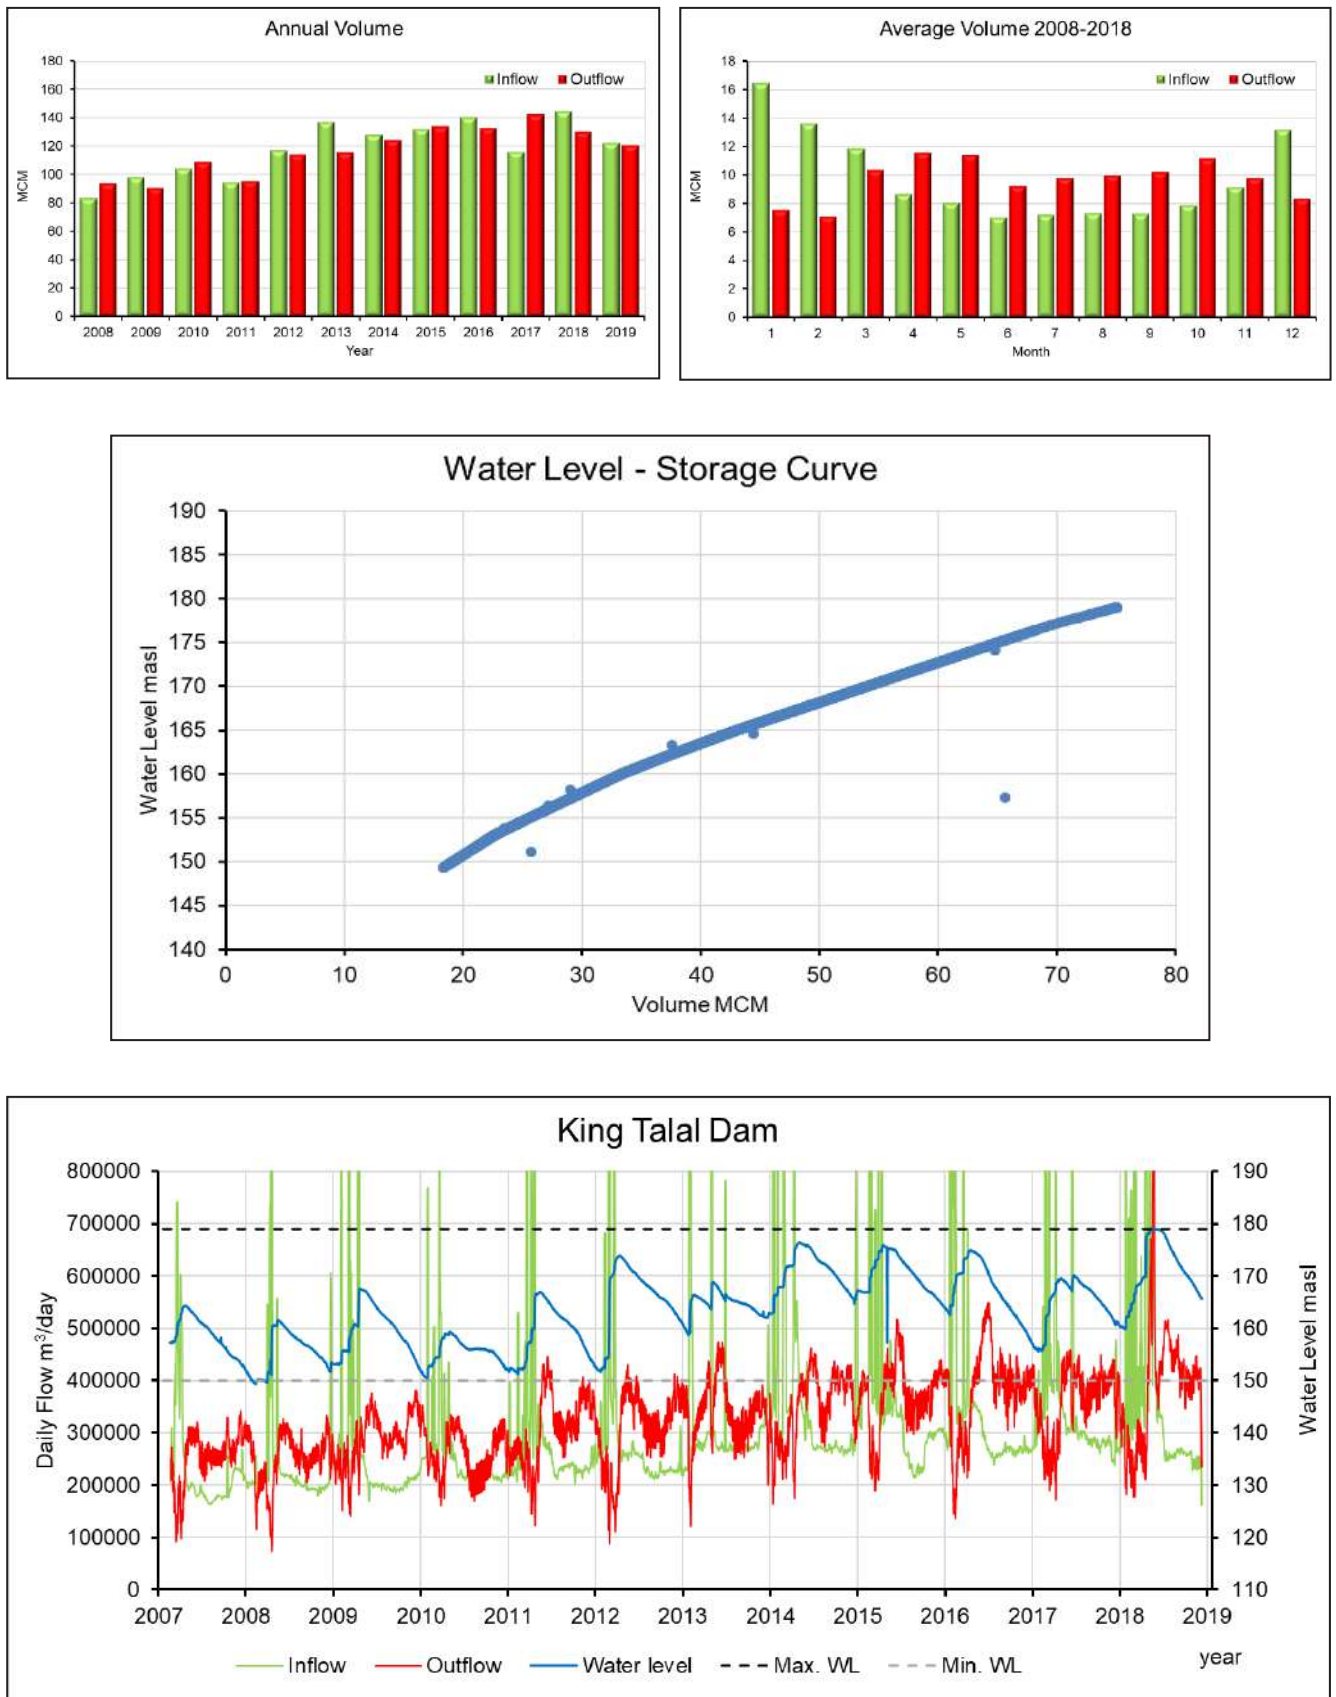 Annual Volume
180
160
140
120
100
80
60
40
20
0
MCM
Inflow Outflow
2008 2009 2010 2011 2012 2013 2014 2015 2016 2017 2018 2019
Year
Average Volume 2008-2018
18
16
14
12
10
8
6
4
2
0
MCM
Inflow Outflow
1 2 3 4 5 6 7 8 9 10 11 12
Month
Water Level - Storage Curve
190
185
180
175
170
165
160
155
150
145
140
Water Level masl
0 10 20 30 40 50 60 70 80
Volume MCM
King Talal Dam
800000 190
700000 180
600000 170
500000 160
400000 150
300000 140
200000 130
100000 120
0 110
Daily Flow m³/day
Water Level masl
2007 2008 2009 2010 2011 2012 2013 2014 2015 2016 2017 2018 2019
year
Inflow Outflow Water level Max. WL Min. WL